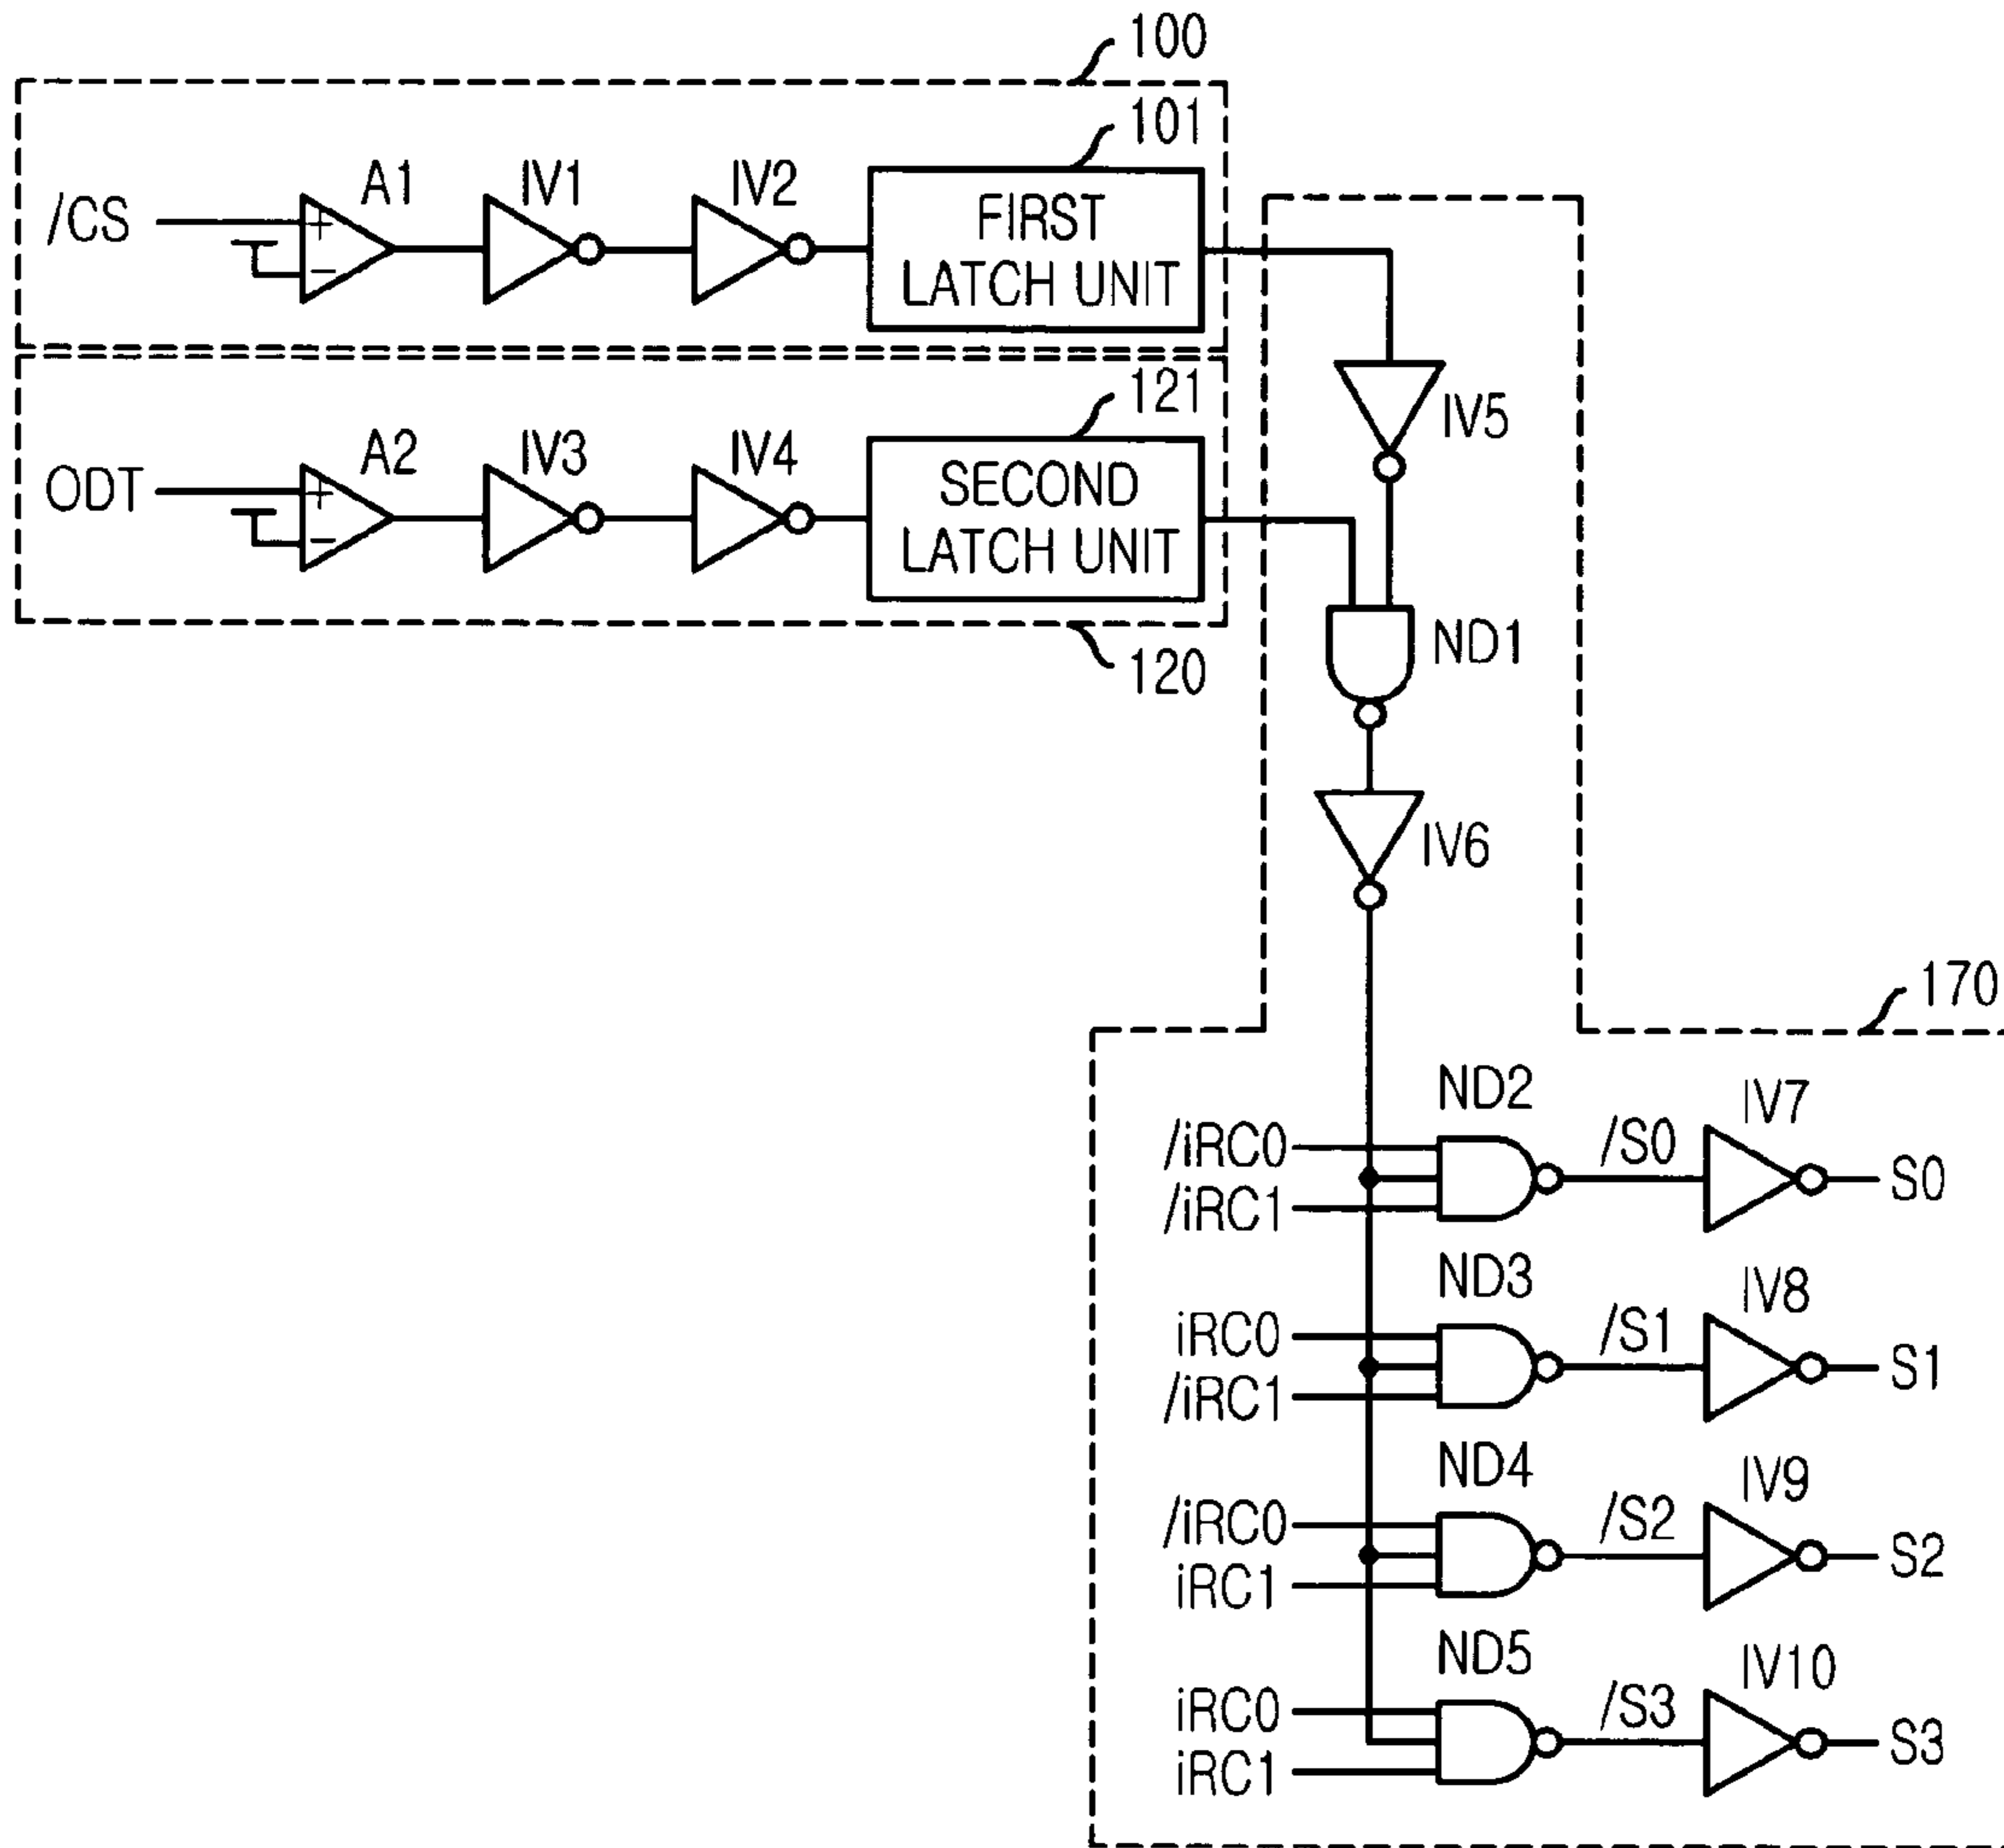 100
101
/CS
+
−
A1
IV1
IV2
FIRST
LATCH UNIT
IV5
121
ODT
+
−
A2
IV3
IV4
SECOND
LATCH UNIT
ND1
120
IV6
170
ND2
IV7
/iRC0
/iRC1
/S0
S0
ND3
IV8
iRC0
/iRC1
/S1
S1
ND4
IV9
/iRC0
iRC1
/S2
S2
ND5
IV10
iRC0
iRC1
/S3
S3